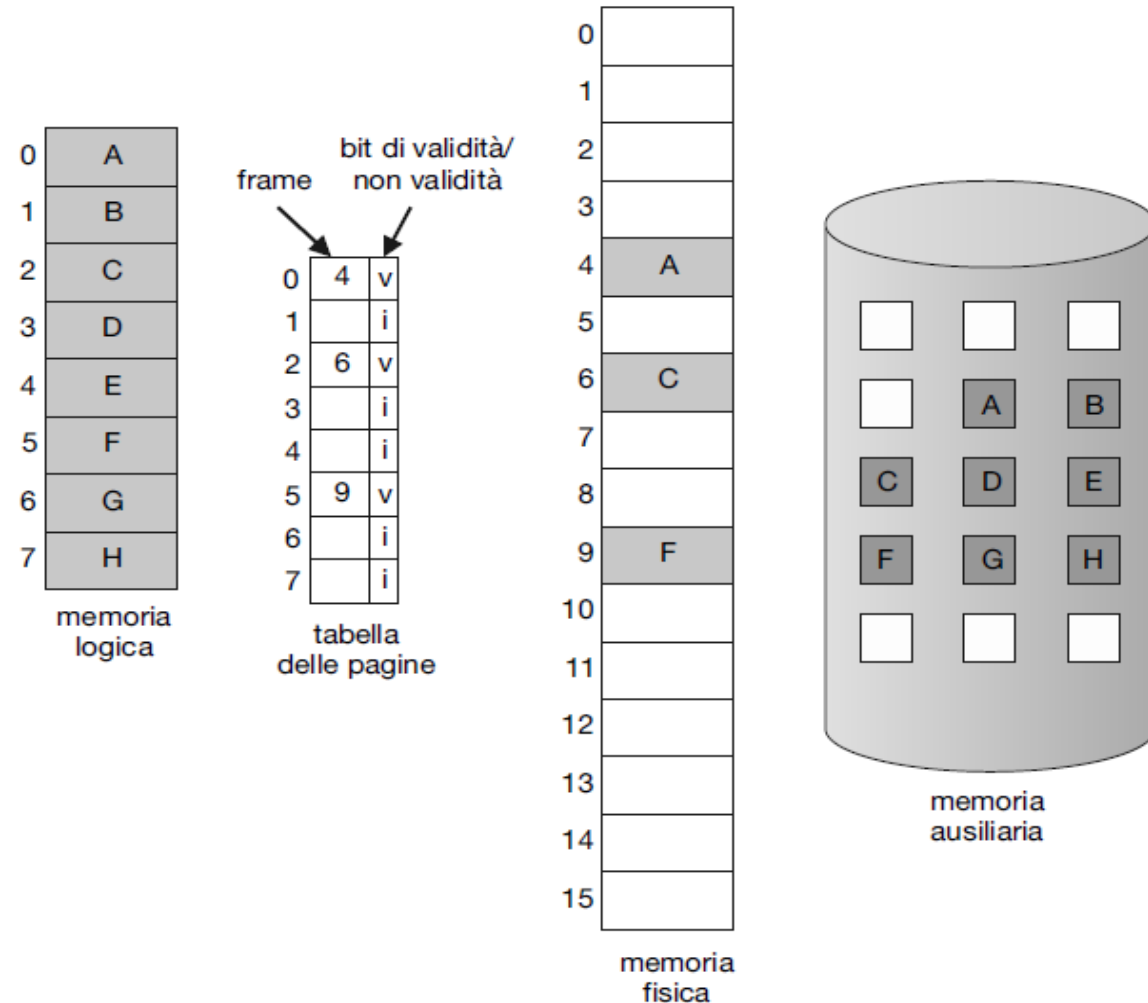 0 A
1 B
2 C
3 D
4 E
5 F
6 G
7 H
memoria
logica
frame
bit di validità/
non validità
0 4 v
1 i
2 6 v
3 i
4 i
5 9 v
6 i
7 i
tabella
delle pagine
0
1
2
3
4 A
5
6 C
7
8
9 F
10
11
12
13
14
15
memoria
fisica
A B
C D E
F G H
memoria
ausiliaria